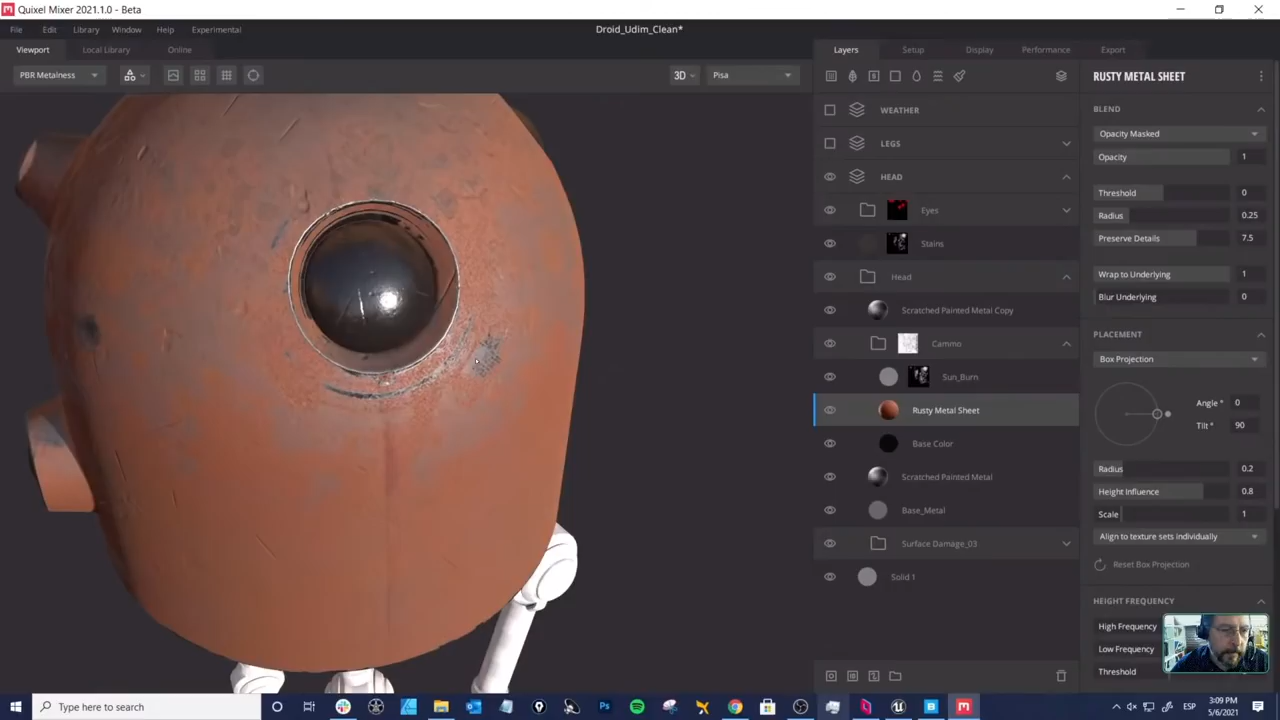 Quixel Mixer 2021.1.0 - Beta
File Edit Library Window Help Experimental
Droid_Udim_Clean*
Viewport Local Library Online
Layers Setup Display Performance Export
PBR Metalness
3D
Pisa
RUSTY METAL SHEET
WEATHER
LEGS
HEAD
Eyes
Stains
Head
Scratched Painted Metal Copy
Cammo
Sun_Burn
Rusty Metal Sheet
Base Color
Scratched Painted Metal
Base_Metal
Surface Damage_03
Solid 1
BLEND
Opacity Masked
Opacity 1
Threshold 0
Radius 0.25
Preserve Details 7.5
Wrap to Underlying 1
Blur Underlying 0
PLACEMENT
Box Projection
Angle ° 0
Tilt ° 90
Radius 0.2
Height Influence 0.8
Scale 1
Align to texture sets individually
Reset Box Projection
HEIGHT FREQUENCY
High Frequency
Low Frequency
Threshold
Type here to search
ESP
3:09 PM
5/6/2021